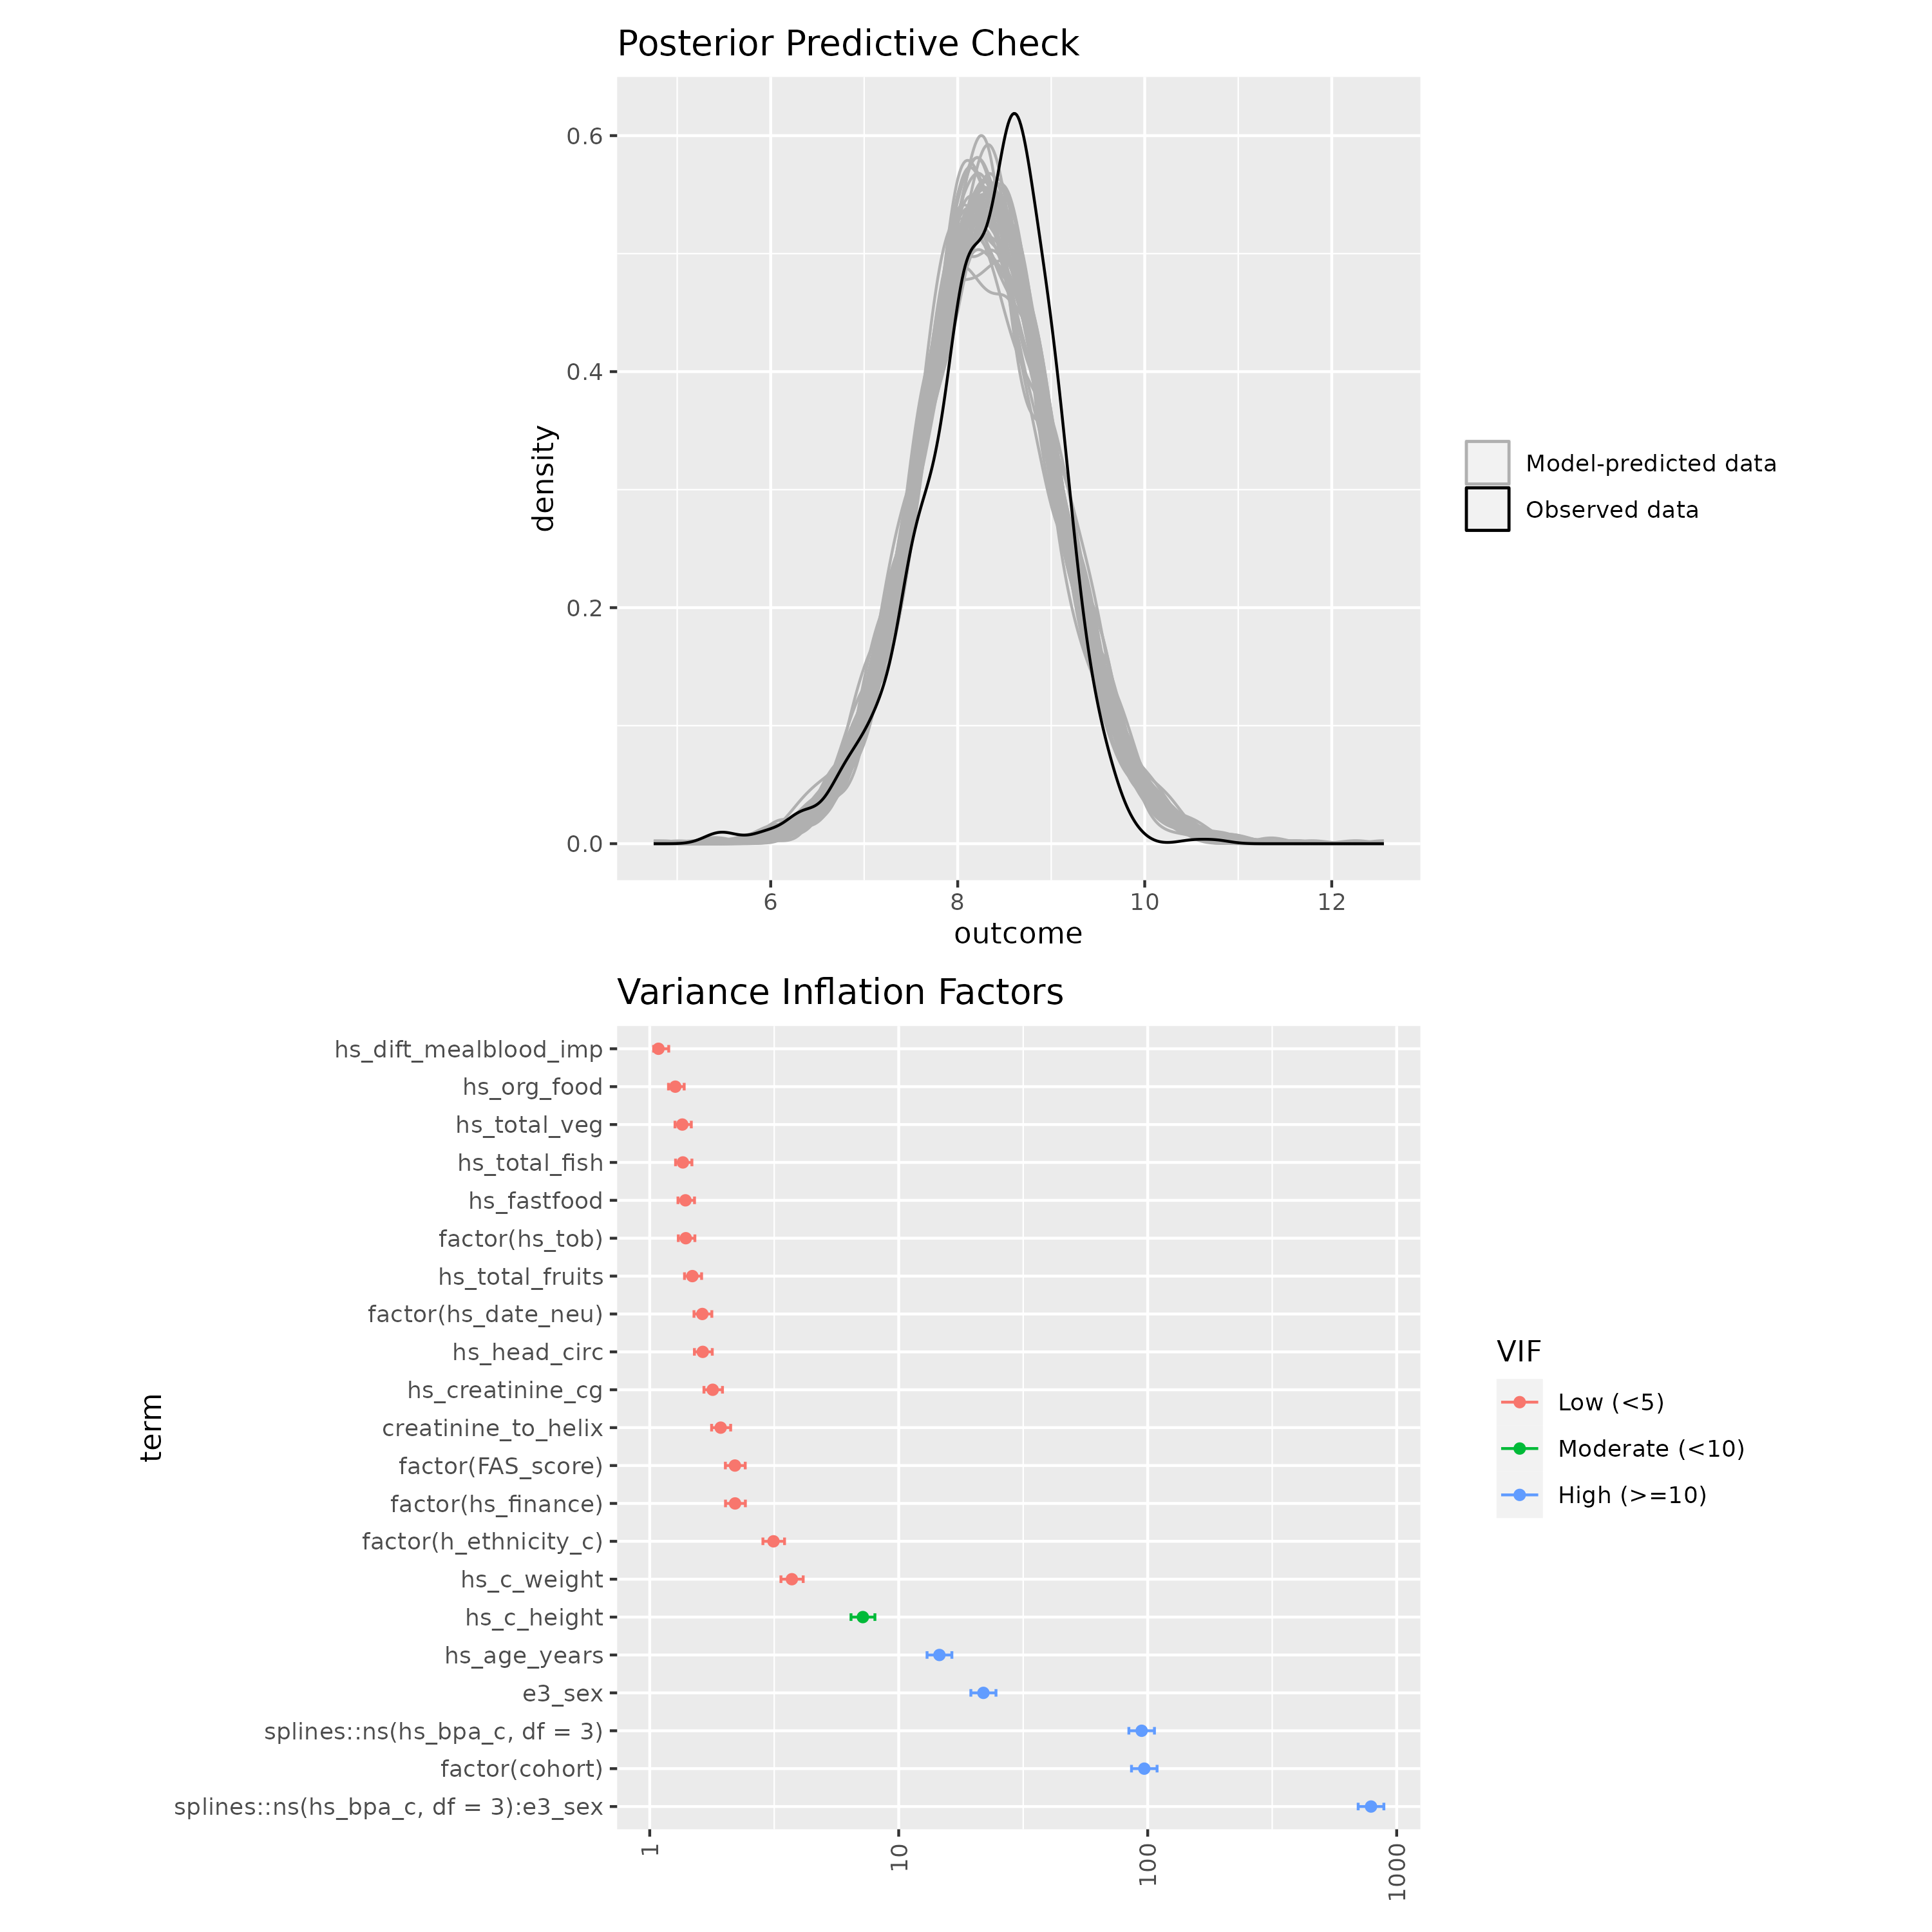 Posterior Predictive Check
0.6
0.4
0.2
0.0
density
6 8 10 12
outcome
Model-predicted data
Observed data
Variance Inflation Factors
hs_dift_mealblood_imp
hs_org_food
hs_total_veg
hs_total_fish
hs_fastfood
factor(hs_tob)
hs_total_fruits
factor(hs_date_neu)
hs_head_circ
hs_creatinine_cg
creatinine_to_helix
factor(FAS_score)
factor(hs_finance)
factor(h_ethnicity_c)
hs_c_weight
hs_c_height
hs_age_years
e3_sex
splines::ns(hs_bpa_c, df = 3)
factor(cohort)
splines::ns(hs_bpa_c, df = 3):e3_sex
term
1 10 100 1000
VIF
Low (<5)
Moderate (<10)
High (>=10)